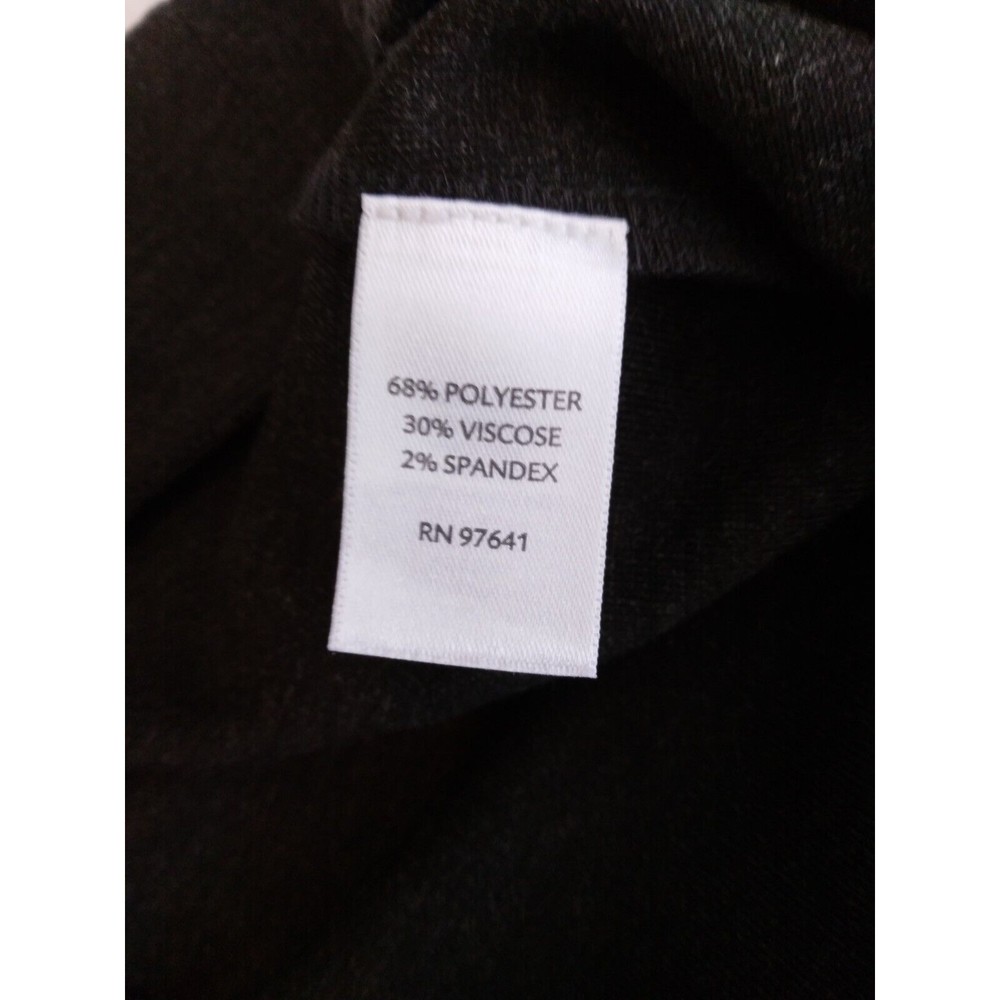 68% POLYESTER
30% VISCOSE
2% SPANDEX
RN 97641